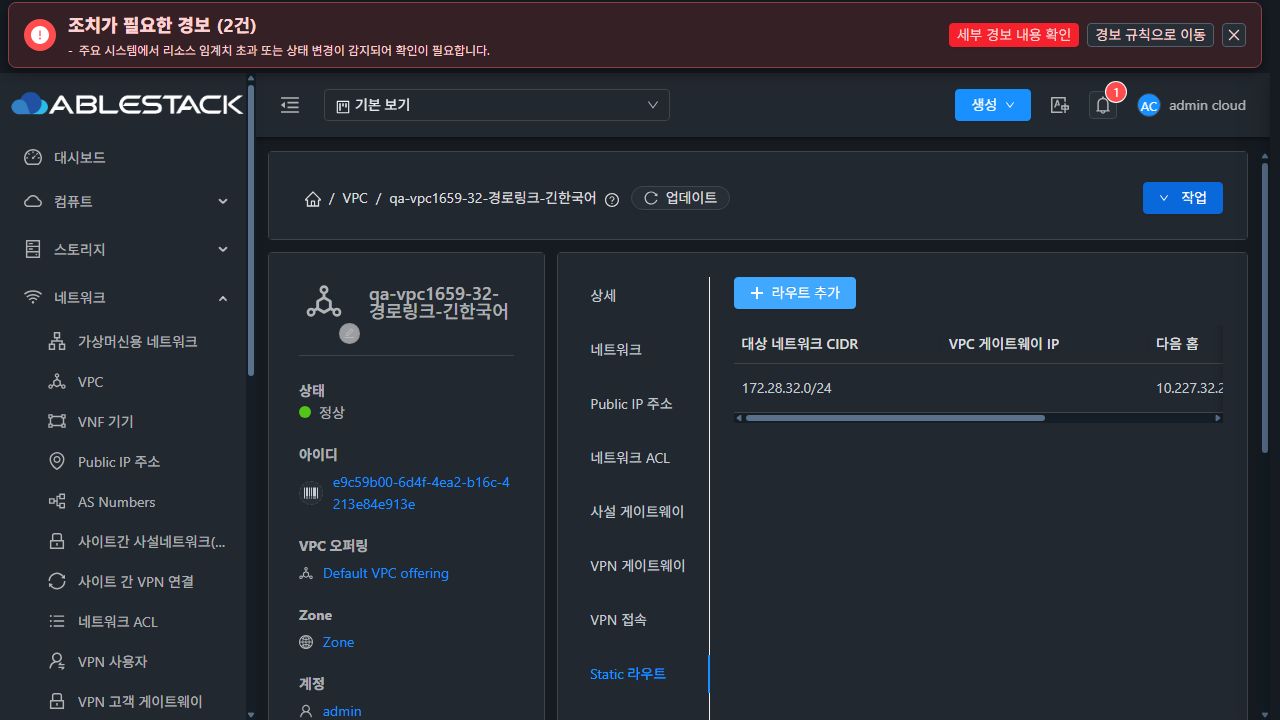 조치가 필요한 경보 (2건)
- 주요 시스템에서 리소스 임계치 초과 또는 상태 변경이 감지되어 확인이 필요합니다.
세부 경보 내용 확인
경보 규칙으로 이동
ABLESTACK
기본 보기
생성
1
AC
admin cloud
대시보드
컴퓨트
스토리지
네트워크
가상머신용 네트워크
VPC
VNF 기기
Public IP 주소
AS Numbers
사이트간 사설네트워크(...
사이트 간 VPN 연결
네트워크 ACL
VPN 사용자
VPN 고객 게이트웨이
/ VPC / qa-vpc1659-32-경로링크-긴한국어
업데이트
작업
qa-vpc1659-32-
경로링크-긴한국어
상태
정상
아이디
e9c59b00-6d4f-4ea2-b16c-4
213e84e913e
VPC 오퍼링
Default VPC offering
Zone
Zone
계정
admin
상세
네트워크
Public IP 주소
네트워크 ACL
사설 게이트웨이
VPN 게이트웨이
VPN 접속
Static 라우트
+ 라우트 추가
대상 네트워크 CIDR
VPC 게이트웨이 IP
다음 홉
172.28.32.0/24
10.227.32.2